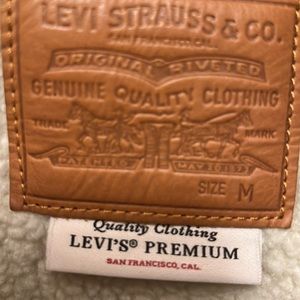 LEVI STRAUSS & CO.
SAN FRANCISCO, CAL.
ORIGINAL RIVETED
GENUINE QUALITY CLOTHING
TRADE MARK
PATENTED MAY 20 1873
SIZE M
Quality Clothing
LEVI'S® PREMIUM
SAN FRANCISCO, CAL.